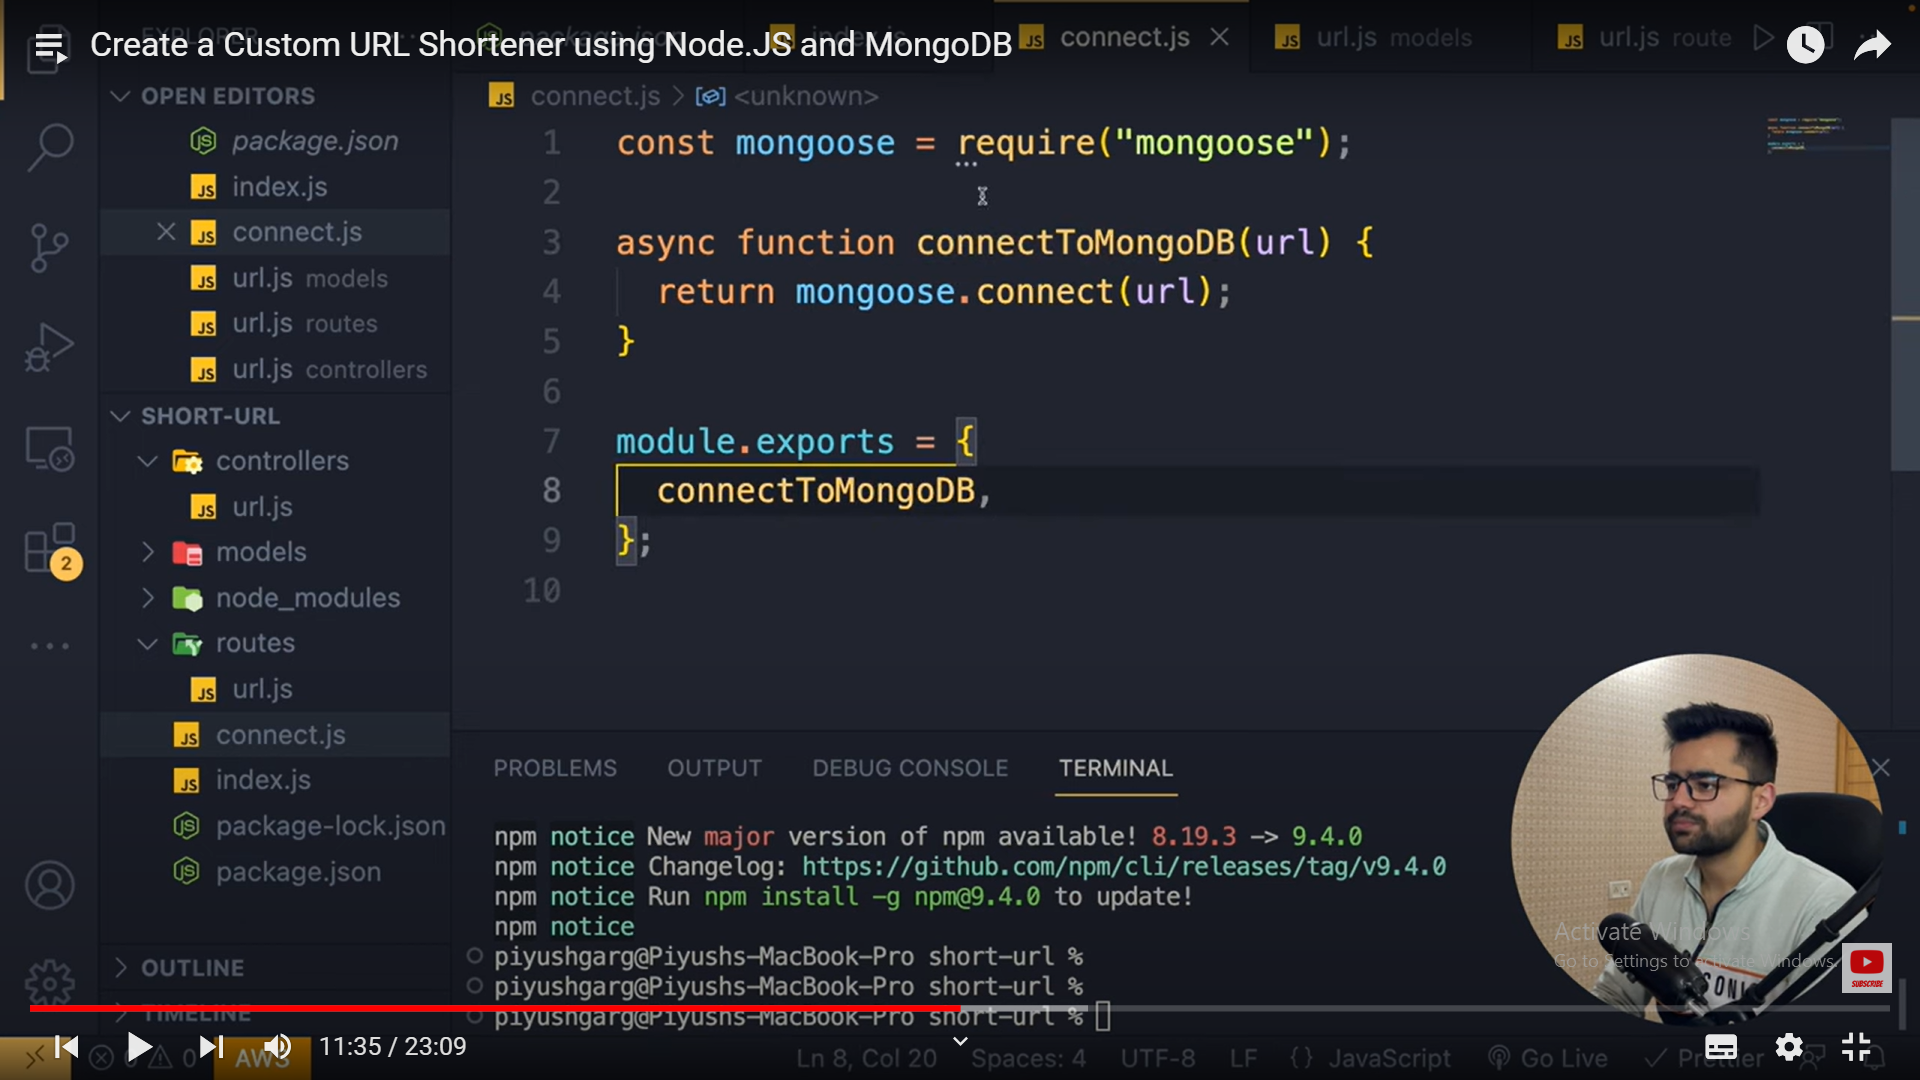 Create a Custom URL Shortener using Node.JS and MongoDB
connect.js
url.js models
url.js route
OPEN EDITORS
package.json
index.js
connect.js
url.js models
url.js routes
url.js controllers
SHORT-URL
controllers
url.js
models
node_modules
routes
url.js
connect.js
index.js
package-lock.json
package.json
OUTLINE
TIMELINE
2
connect.js > <unknown>
1 const mongoose = require("mongoose");
2
3 async function connectToMongoDB(url) {
4 return mongoose.connect(url);
5 }
6
7 module.exports = {
8 connectToMongoDB,
9 };
10
PROBLEMS OUTPUT DEBUG CONSOLE TERMINAL
npm notice New major version of npm available! 8.19.3 -> 9.4.0
npm notice Changelog: https://github.com/npm/cli/releases/tag/v9.4.0
npm notice Run npm install -g npm@9.4.0 to update!
npm notice
piyushgarg@Piyushs-MacBook-Pro short-url %
piyushgarg@Piyushs-MacBook-Pro short-url %
piyushgarg@Piyushs-MacBook-Pro short-url %
Activate Windows
Go to Settings to activate Windows.
SUBSCRIBE
11:35 / 23:09
AWS
Ln 8, Col 20 Spaces: 4 UTF-8 LF {} JavaScript Go Live Prettier